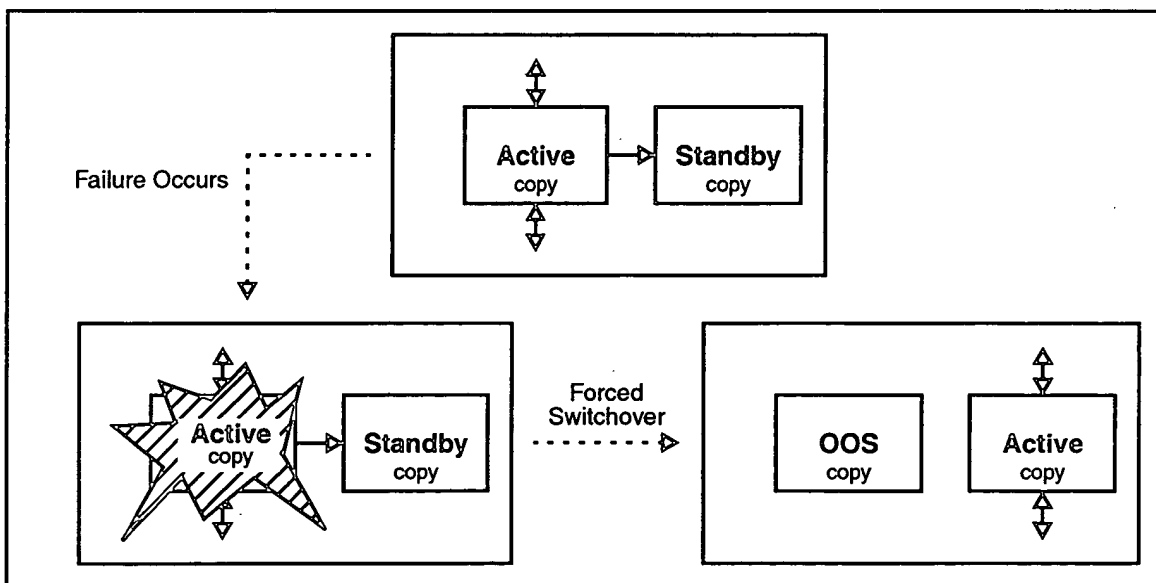 Active
copy
Standby
copy
Failure Occurs
Active
copy
Standby
copy
Forced
Switchover
OOS
copy
Active
copy